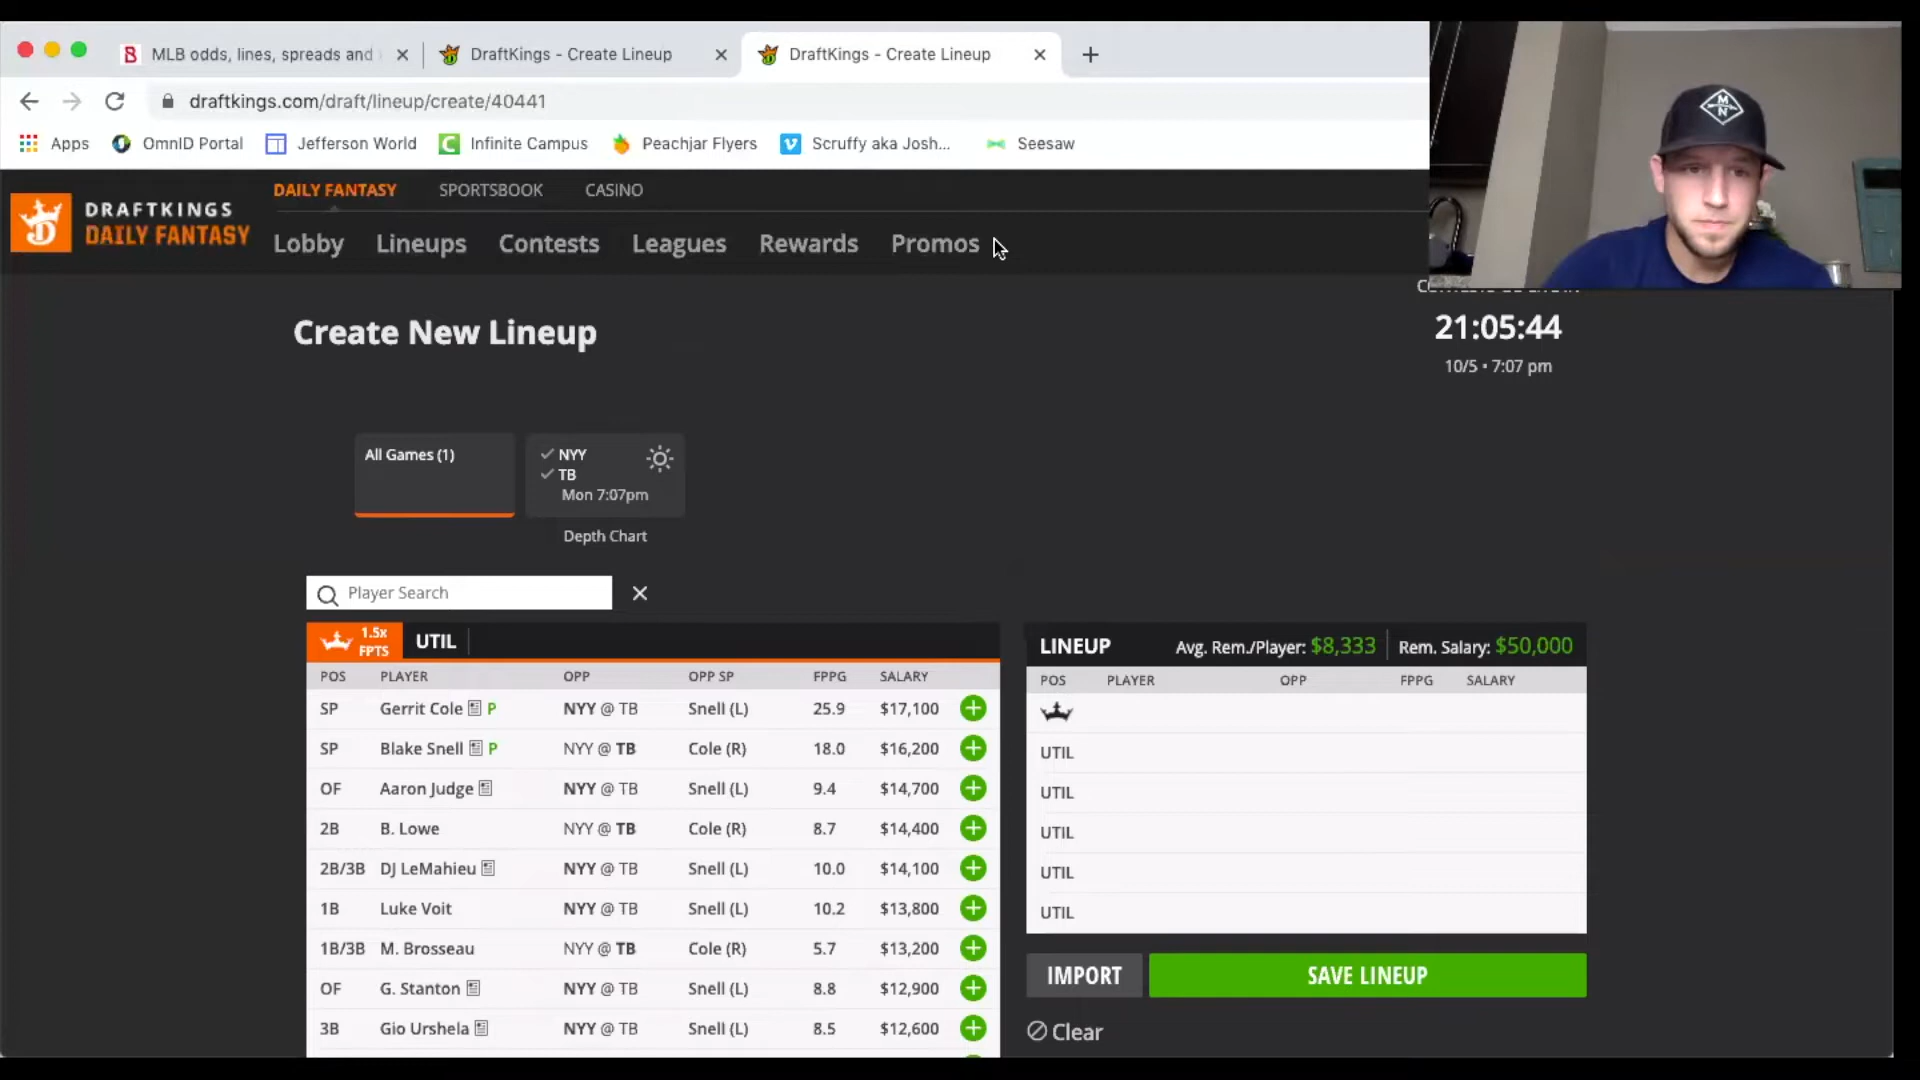 MLB odds, lines, spreads and
DraftKings - Create Lineup
DraftKings - Create Lineup
draftkings.com/draft/lineup/create/40441
Apps
OmnID Portal
Jefferson World
Infinite Campus
Peachjar Flyers
Scruffy aka Josh...
Seesaw
M
N
DRAFTKINGS
DAILY FANTASY
DAILY FANTASY SPORTSBOOK CASINO
Lobby Lineups Contests Leagues Rewards Promos
Create New Lineup
21:05:44
10/5 • 7:07 pm
All Games (1)
NYY
TB
Mon 7:07pm
Depth Chart
Player Search
1.5x
FPTS
UTIL
POS PLAYER OPP OPP SP FPPG SALARY
SP Gerrit Cole P NYY @ TB Snell (L) 25.9 $17,100
SP Blake Snell P NYY @ TB Cole (R) 18.0 $16,200
OF Aaron Judge NYY @ TB Snell (L) 9.4 $14,700
2B B. Lowe NYY @ TB Cole (R) 8.7 $14,400
2B/3B DJ LeMahieu NYY @ TB Snell (L) 10.0 $14,100
1B Luke Voit NYY @ TB Snell (L) 10.2 $13,800
1B/3B M. Brosseau NYY @ TB Cole (R) 5.7 $13,200
OF G. Stanton NYY @ TB Snell (L) 8.8 $12,900
3B Gio Urshela NYY @ TB Snell (L) 8.5 $12,600
LINEUP Avg. Rem./Player: $8,333 Rem. Salary: $50,000
POS PLAYER OPP FPPG SALARY
UTIL
UTIL
UTIL
UTIL
UTIL
IMPORT
SAVE LINEUP
Clear